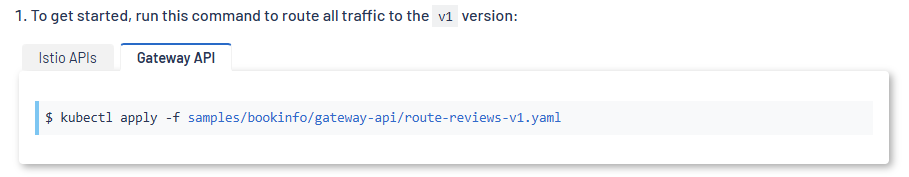 1. To get started, run this command to route all traffic to the v1 version:
Istio APIs Gateway API
$ kubectl apply -f samples/bookinfo/gateway-api/route-reviews-v1.yaml